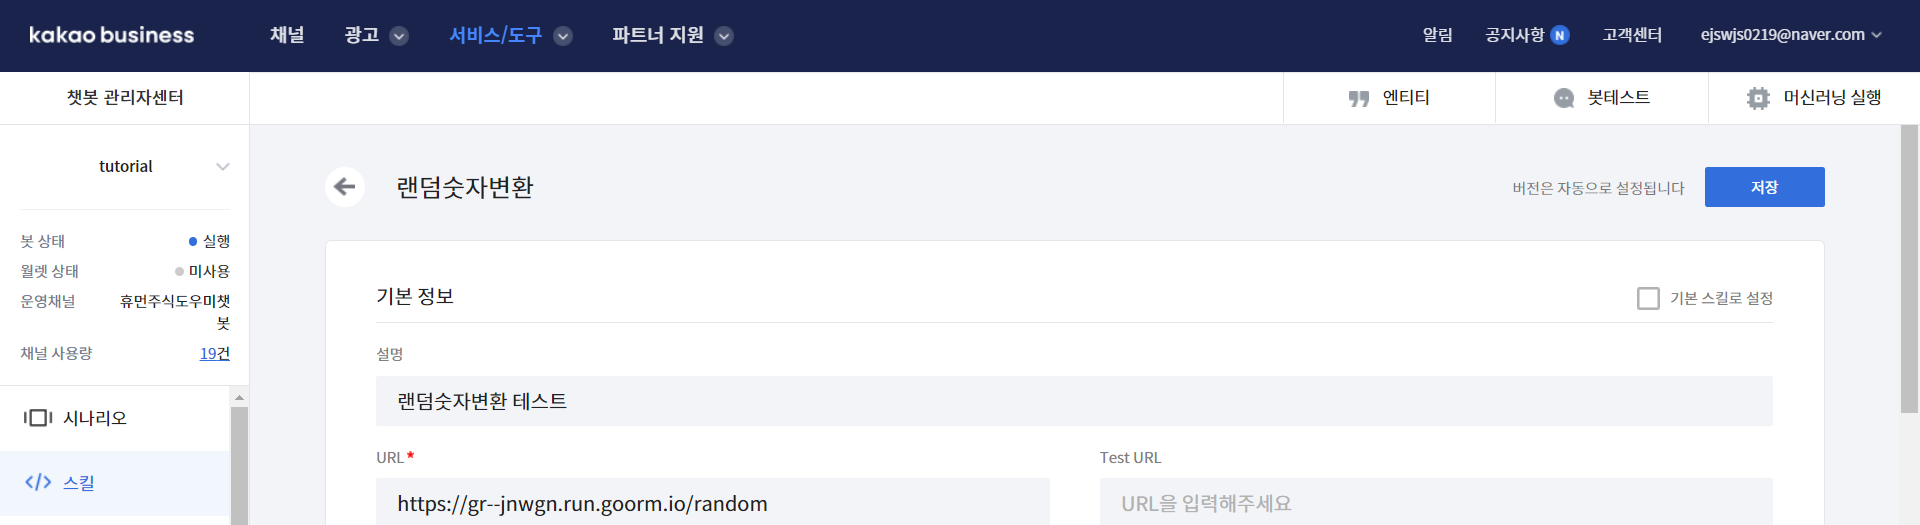 kakao business 채널 광고 서비스/도구 파트너 지원 알림 공지사항 N 고객센터 ejswjs0219@naver.com
챗봇 관리자센터 엔티티 봇테스트 머신러닝 실행
tutorial
랜덤숫자변환 버전은 자동으로 설정됩니다 저장
봇 상태 실행
월렛 상태 미사용
운영채널 휴먼주식도우미챗
봇
채널 사용량 19건
시나리오
스킬
기본 정보 기본 스킬로 설정
설명
랜덤숫자변환 테스트
URL* Test URL
https://gr--jnwgn.run.goorm.io/random URL을 입력해주세요